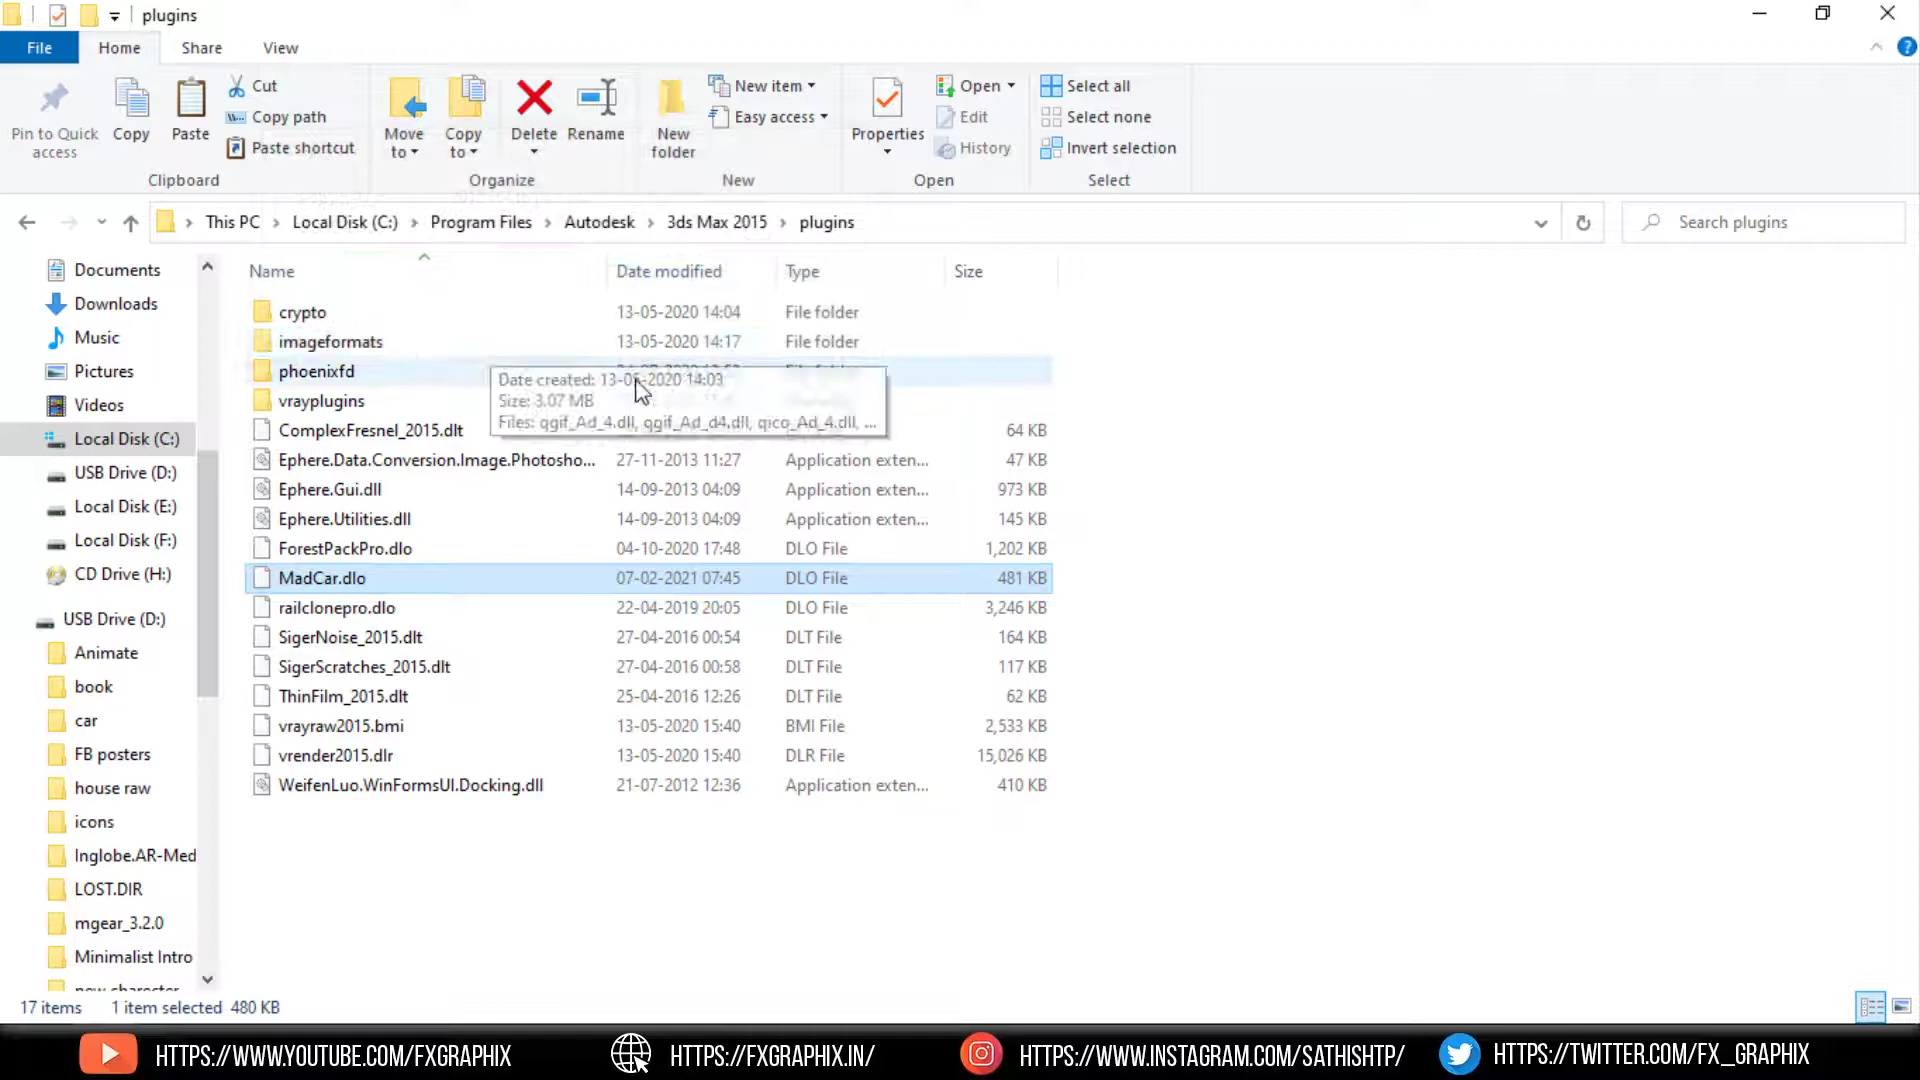 plugins
File Home Share View
Pin to Quick access
Copy
Paste
Cut
Copy path
Paste shortcut
Clipboard
Move to
Copy to
Delete
Rename
Organize
New folder
New item
Easy access
New
Properties
Open
Edit
History
Open
Select all
Select none
Invert selection
Select
This PC Local Disk (C:) Program Files Autodesk 3ds Max 2015 plugins
Search plugins
Documents
Downloads
Music
Pictures
Videos
Local Disk (C:)
USB Drive (D:)
Local Disk (E:)
Local Disk (F:)
CD Drive (H:)
USB Drive (D:)
Animate
book
car
FB posters
house raw
icons
Inglobe.AR-Med
LOST.DIR
mgear_3.2.0
Minimalist Intro
new character
Name Date modified Type Size
crypto 13-05-2020 14:04 File folder
imageformats 13-05-2020 14:17 File folder
phoenixfd
vrayplugins
Date created: 13-05-2020 14:03
Size: 3.07 MB
Files: qgif_Ad_4.dll, qgif_Ad_d4.dll, qico_Ad_4.dll, ...
ComplexFresnel_2015.dlt 64 KB
Ephere.Data.Conversion.Image.Photosho... 27-11-2013 11:27 Application exten... 47 KB
Ephere.Gui.dll 14-09-2013 04:09 Application exten... 973 KB
Ephere.Utilities.dll 14-09-2013 04:09 Application exten... 145 KB
ForestPackPro.dlo 04-10-2020 17:48 DLO File 1,202 KB
MadCar.dlo 07-02-2021 07:45 DLO File 481 KB
railclonepro.dlo 22-04-2019 20:05 DLO File 3,246 KB
SigerNoise_2015.dlt 27-04-2016 00:54 DLT File 164 KB
SigerScratches_2015.dlt 27-04-2016 00:58 DLT File 117 KB
ThinFilm_2015.dlt 25-04-2016 12:26 DLT File 62 KB
vrayraw2015.bmi 13-05-2020 15:40 BMI File 2,533 KB
vrender2015.dlr 13-05-2020 15:40 DLR File 15,026 KB
WeifenLuo.WinFormsUI.Docking.dll 21-07-2012 12:36 Application exten... 410 KB
17 items 1 item selected 480 KB
HTTPS://WWW.YOUTUBE.COM/FXGRAPHIX HTTPS://FXGRAPHIX.IN/ HTTPS://WWW.INSTAGRAM.COM/SATHISHTP/ HTTPS://TWITTER.COM/FX_GRAPHIX